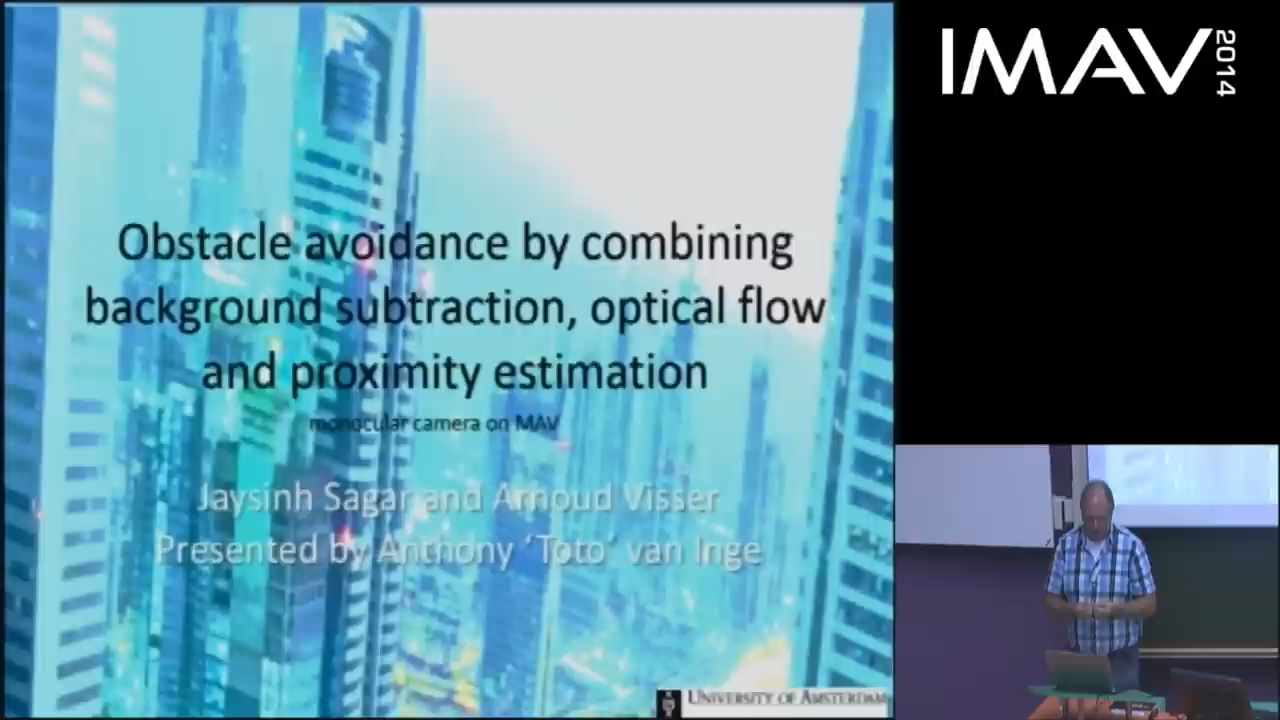 Obstacle avoidance by combining
background subtraction, optical flow
and proximity estimation
monocular camera on MAV
Jaysinh Sagar and Arnoud Visser
Presented by Anthony ‘Toto’ van Inge
UNIVERSITY OF AMSTERDAM
IMAV 2014